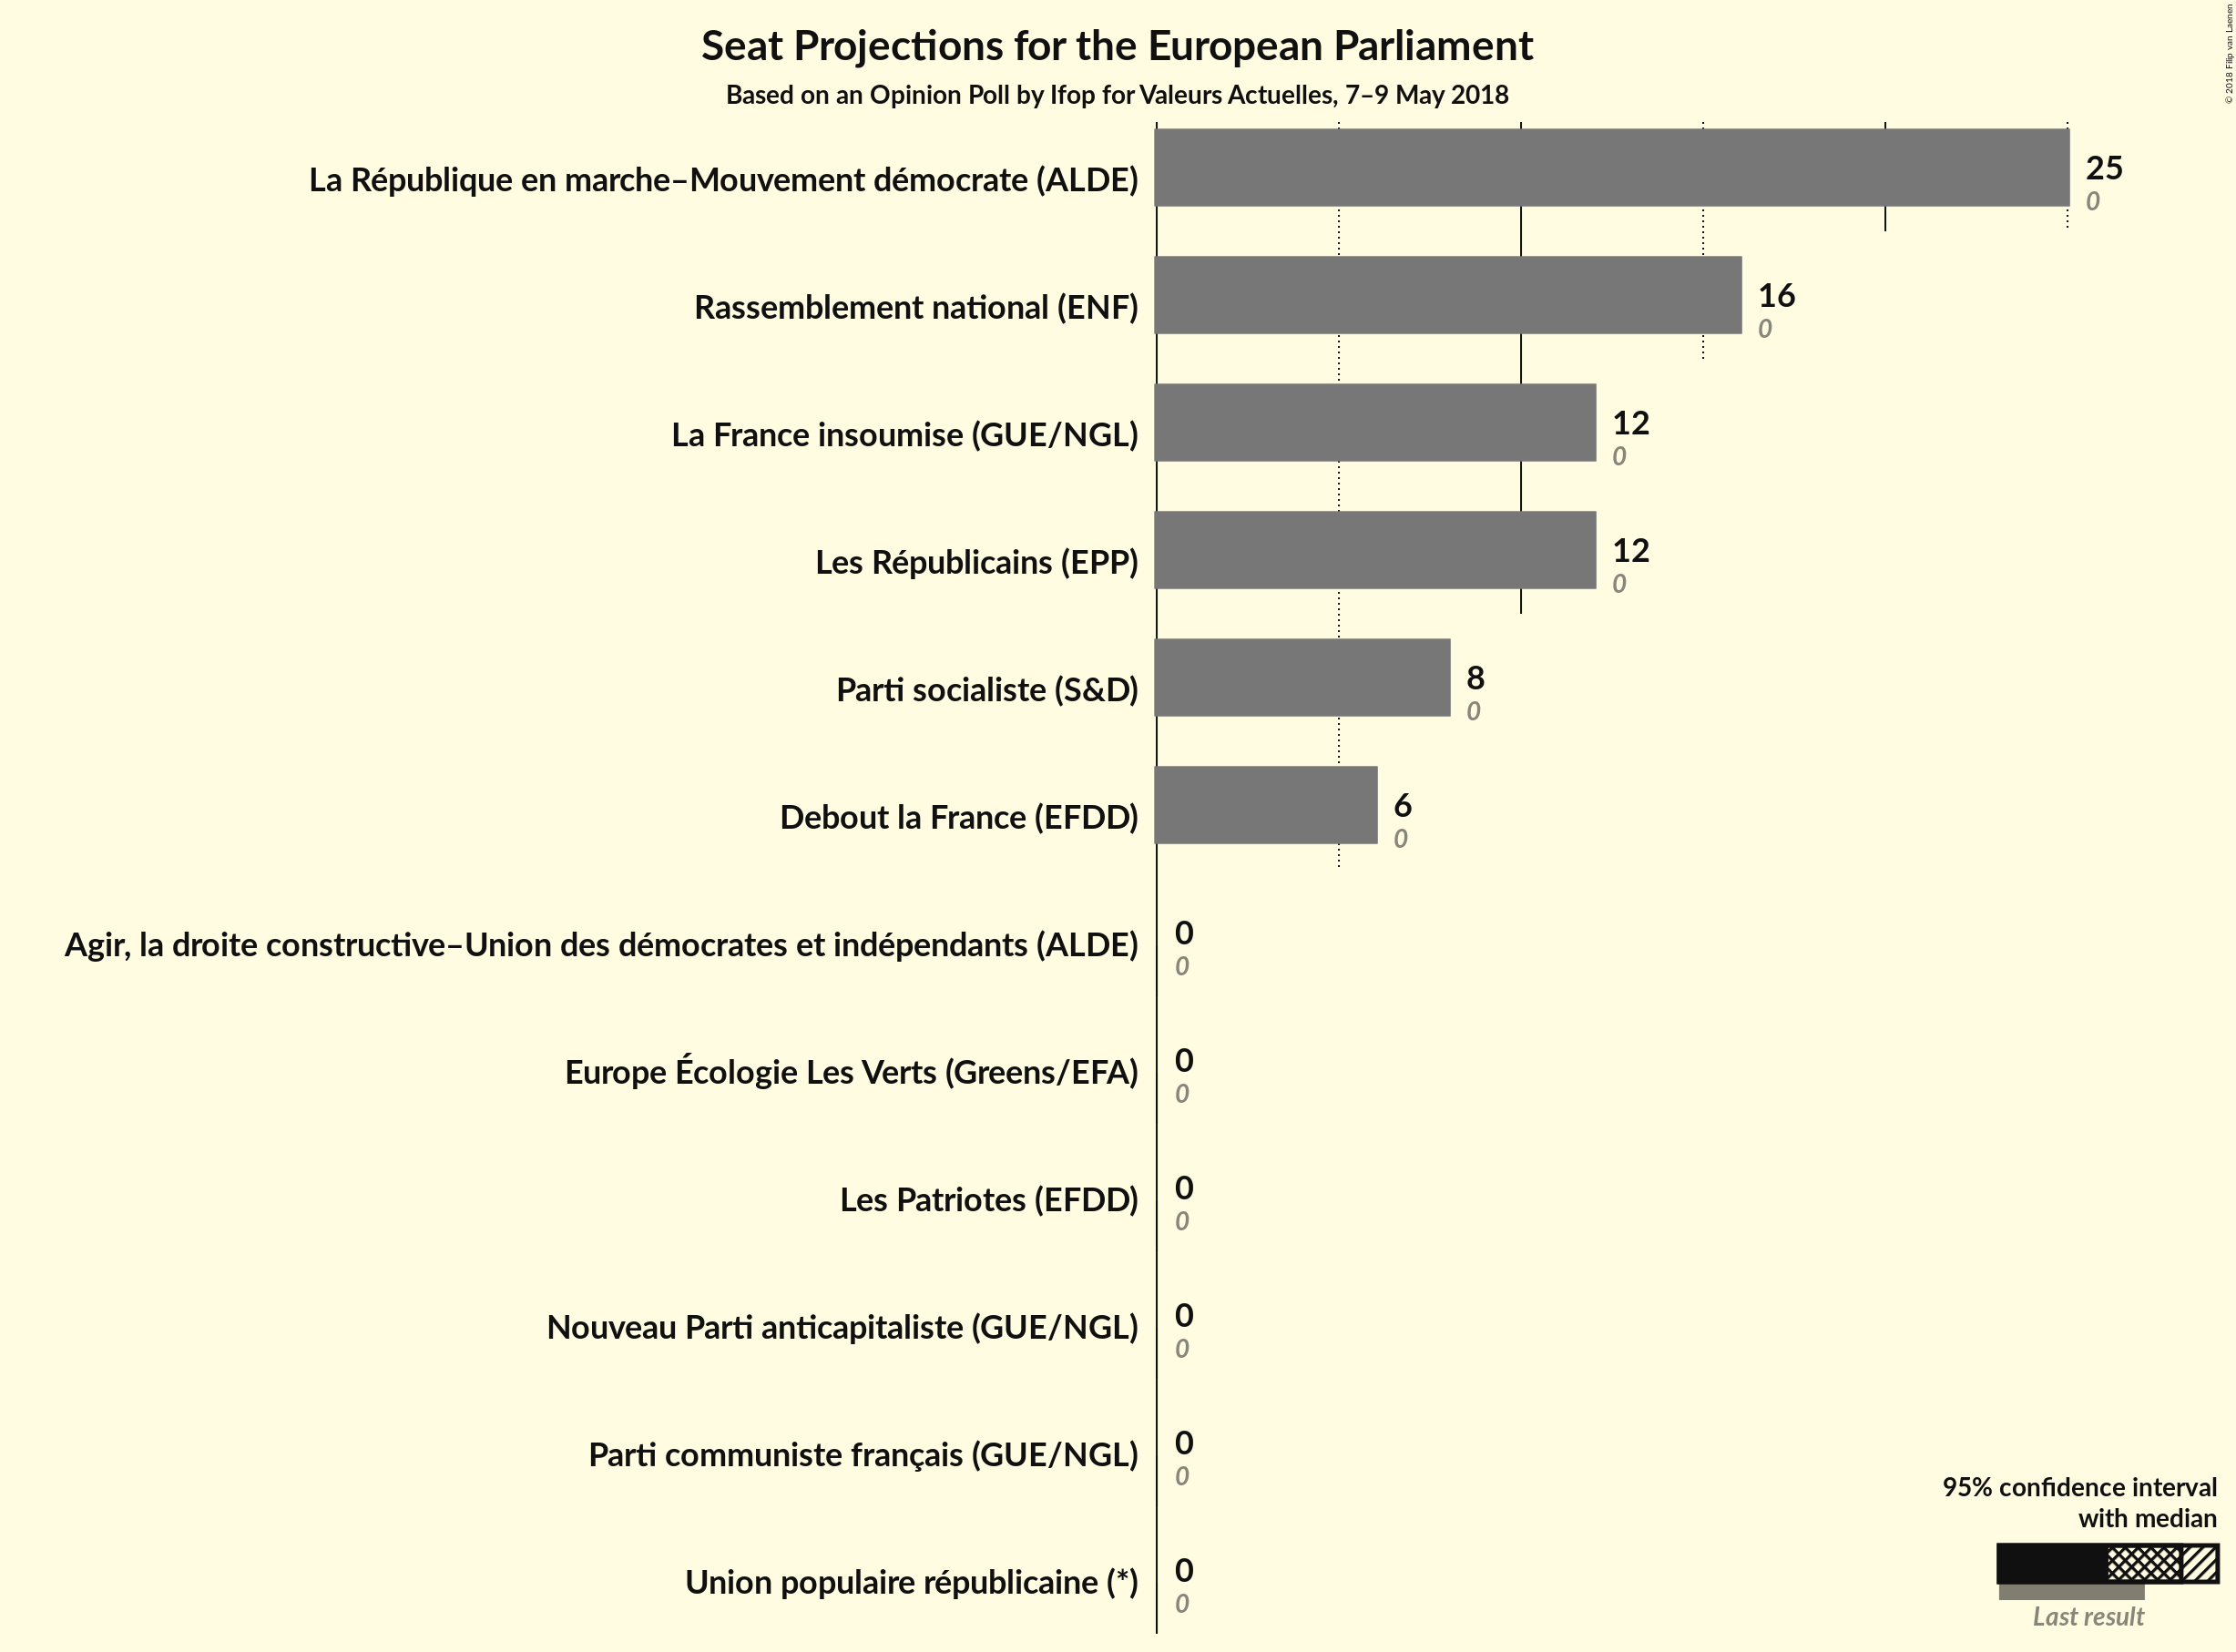 Seat Projections for the European Parliament
Based on an Opinion Poll by Ifop for Valeurs Actuelles, 7–9 May 2018
© 2018 Filip van Laenen
La République en marche–Mouvement démocrate (ALDE)
25
0
Rassemblement national (ENF)
16
0
La France insoumise (GUE/NGL)
12
0
Les Républicains (EPP)
12
0
Parti socialiste (S&D)
8
0
Debout la France (EFDD)
6
0
Agir, la droite constructive–Union des démocrates et indépendants (ALDE)
0
0
Europe Écologie Les Verts (Greens/EFA)
0
0
Les Patriotes (EFDD)
0
0
Nouveau Parti anticapitaliste (GUE/NGL)
0
0
Parti communiste français (GUE/NGL)
0
0
Union populaire républicaine (*)
0
0
95% confidence interval
with median
Last result